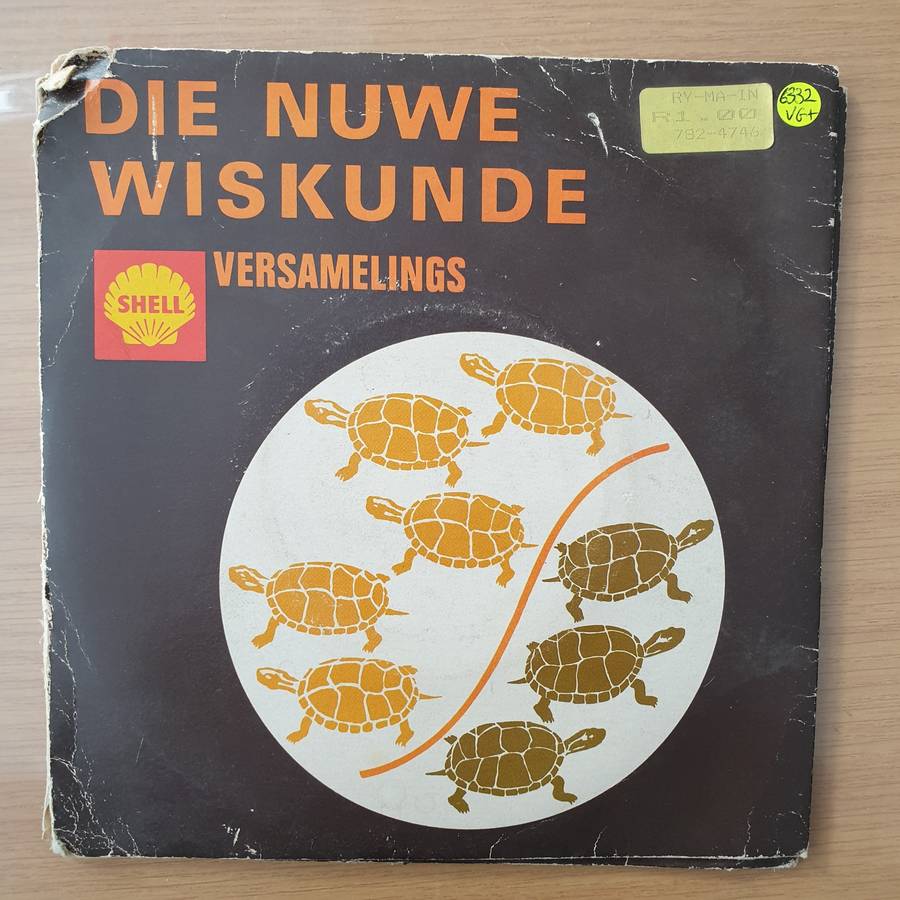 DIE NUWE
WISKUNDE
VERSAMELINGS
SHELL
RY-MA-IN
R1.00
782-4746
6332
VG+